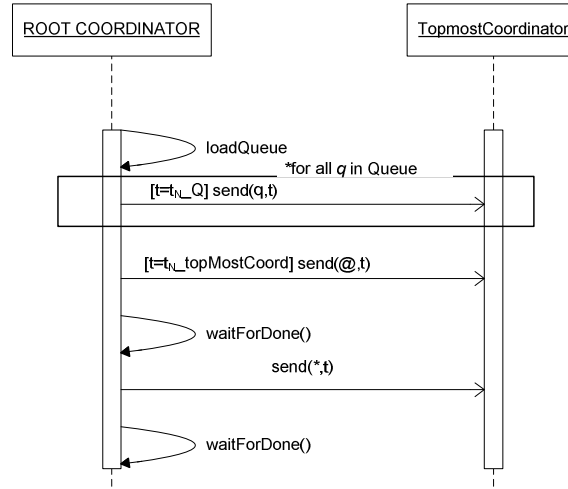 ROOT COORDINATOR
TopmostCoordinator
loadQueue
*for all q in Queue
[t=tN_Q] send(q,t)
[t=tN_topMostCoord] send(@,t)
waitForDone()
send(*,t)
waitForDone()